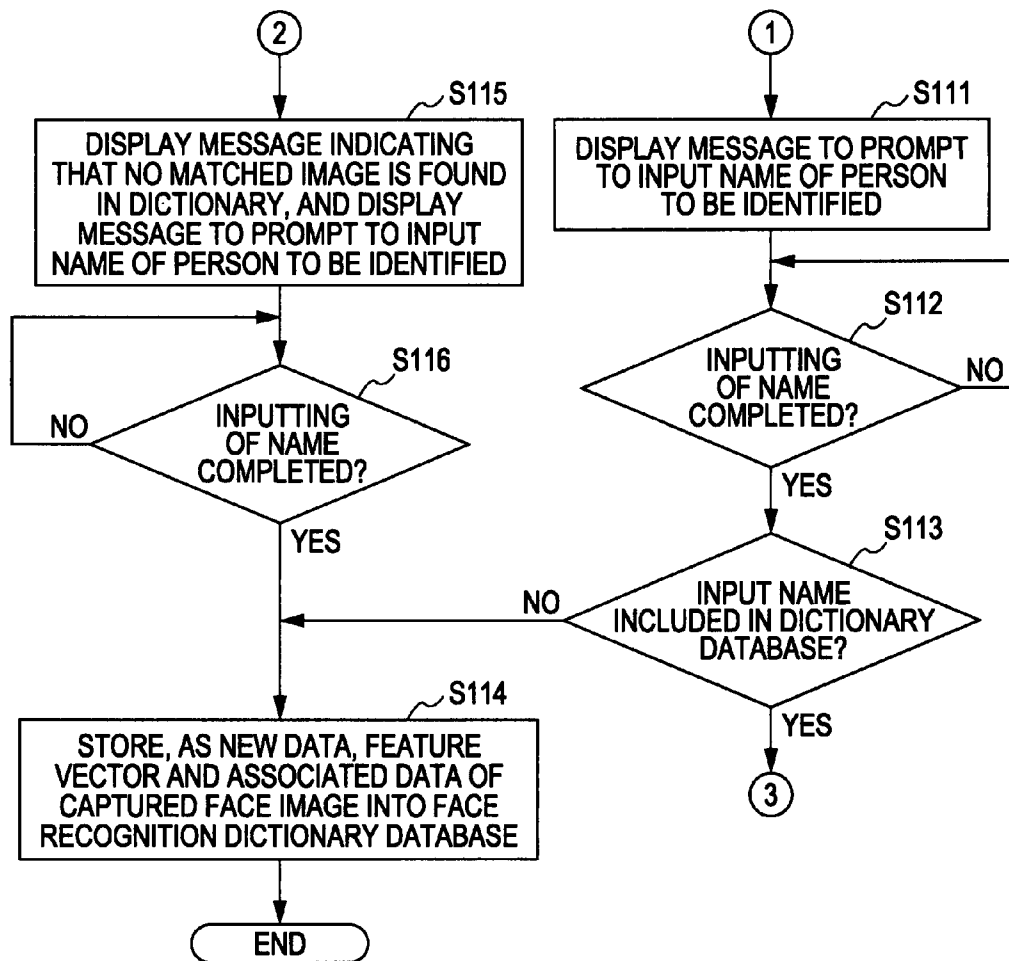 2
S115
DISPLAY MESSAGE INDICATING
THAT NO MATCHED IMAGE IS FOUND
IN DICTIONARY, AND DISPLAY
MESSAGE TO PROMPT TO INPUT
NAME OF PERSON TO BE IDENTIFIED
S116
INPUTTING
OF NAME
COMPLETED?
NO
YES
1
S111
DISPLAY MESSAGE TO PROMPT
TO INPUT NAME OF PERSON
TO BE IDENTIFIED
S112
INPUTTING
OF NAME
COMPLETED?
NO
YES
S113
INPUT NAME
INCLUDED IN DICTIONARY
DATABASE?
NO
YES
3
S114
STORE, AS NEW DATA, FEATURE
VECTOR AND ASSOCIATED DATA OF
CAPTURED FACE IMAGE INTO FACE
RECOGNITION DICTIONARY DATABASE
END